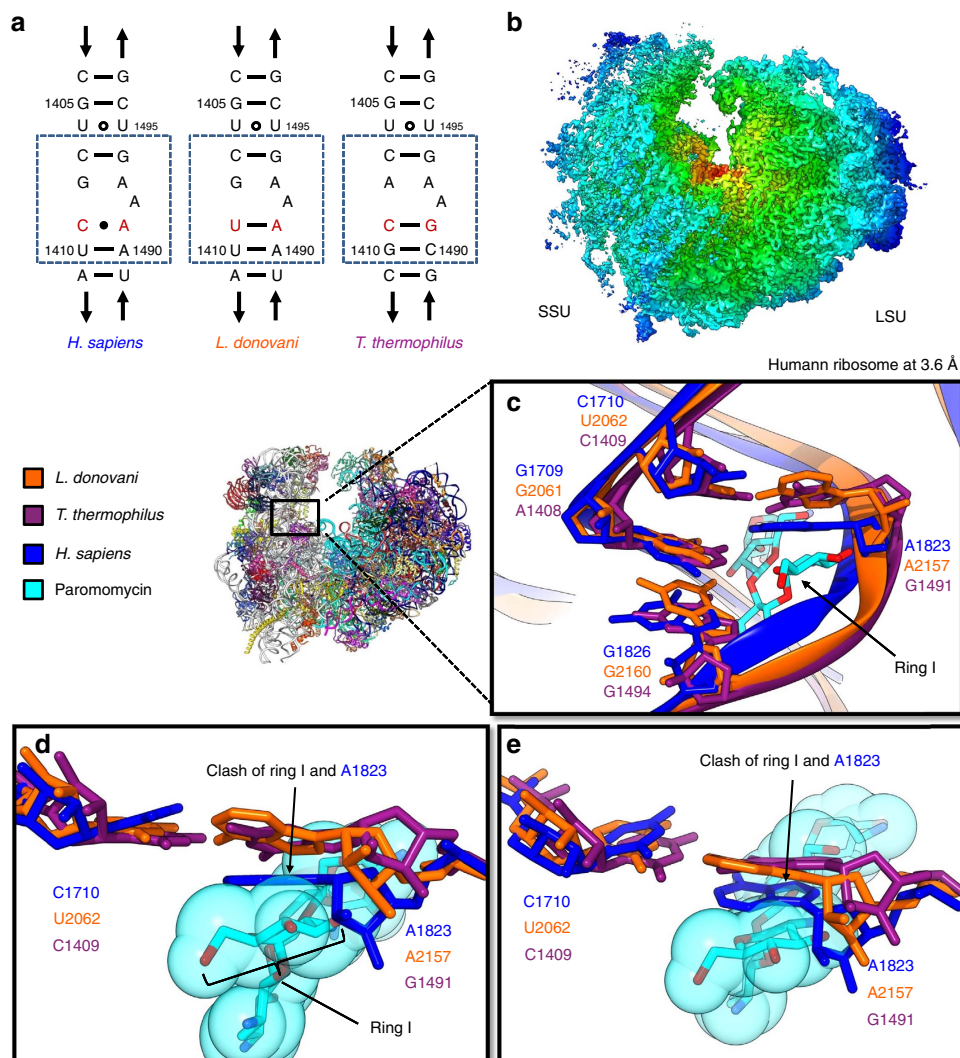 a
C G C G C G
1405 G C 1405 G C 1405 G C
U U 1495 U U 1495 U U 1495
C G C G C G
G A G A A A
A A A
C A U A C G
1410 U A 1490 1410 U A 1490 1410 G C 1490
A U A U C G
H. sapiens L. donovani T. thermophilus
b
SSU LSU
Humann ribosome at 3.6 Å
L. donovani
T. thermophilus
H. sapiens
Paromomycin
c
C1710
U2062
C1409
G1709
G2061
A1408
A1823
A2157
G1491
G1826
G2160
G1494
Ring I
d
Clash of ring I and A1823
C1710
U2062
C1409
A1823
A2157
G1491
Ring I
e
Clash of ring I and A1823
C1710
U2062
C1409
A1823
A2157
G1491